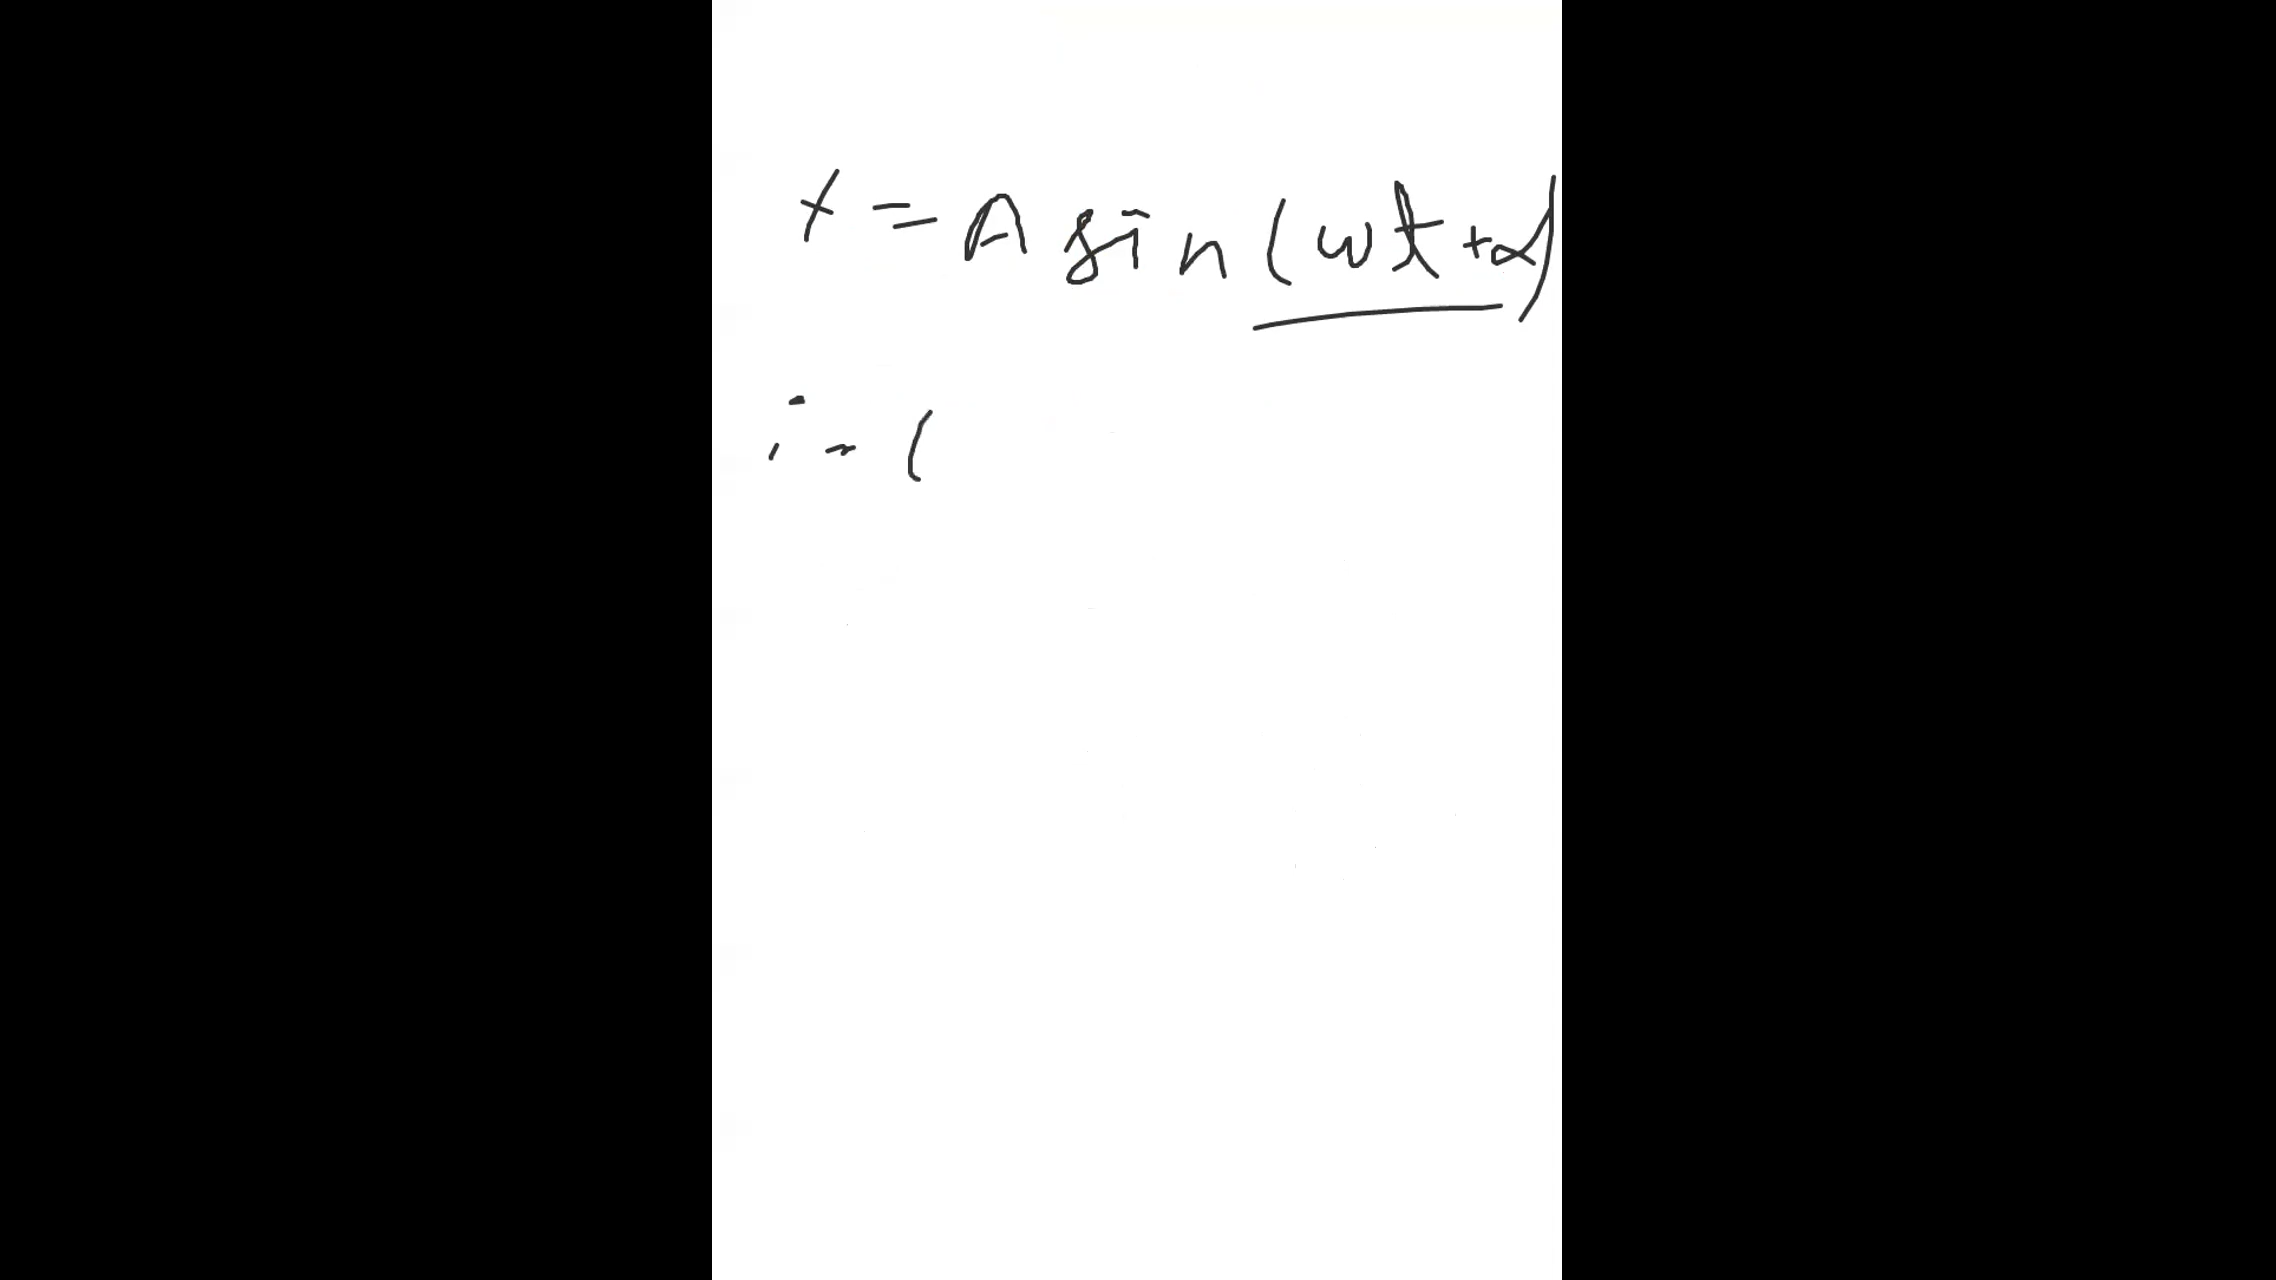 x = A sin(ωt+α)
i = (